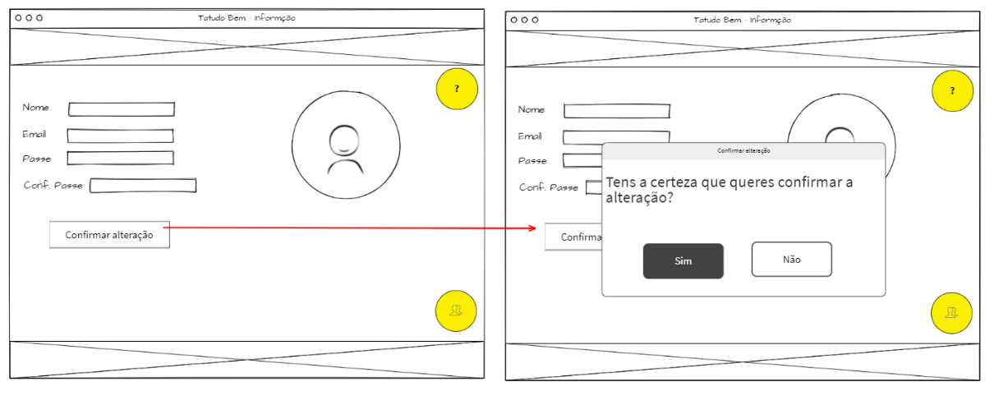 Tatudo Bem - Informção
?
Nome
Email
Passe
Conf. Passe
Confirmar alteração
Tatudo Bem - Informção
?
Nome
Email
Passe
Conf. Passe
Confirma
Confirmar alteração
Tens a certeza que queres confirmar a
alteração?
Sim
Não